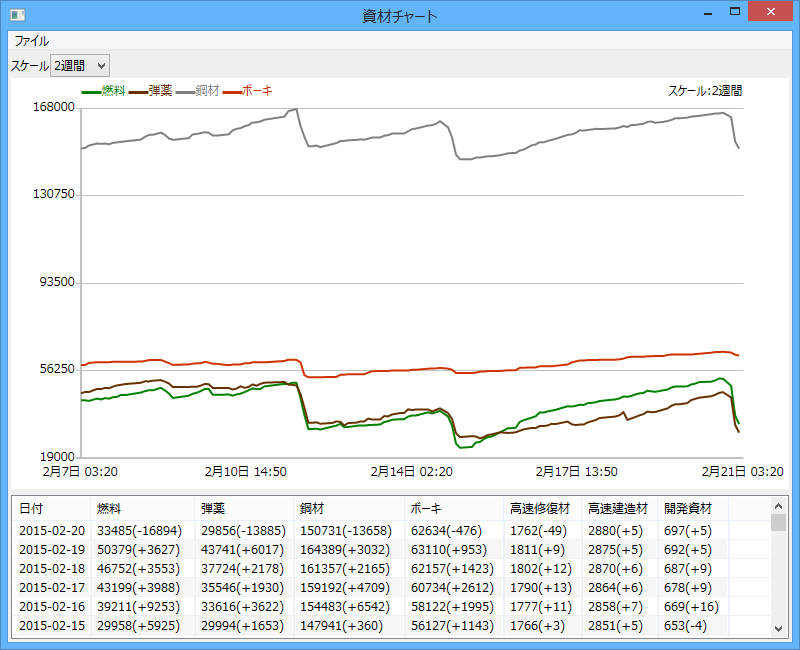 資材チャート
ファイル
スケール 2週間
燃料 弾薬 鋼材 ボーキ スケール:2週間
168000
130750
93500
56250
19000
2月7日 03:20 2月10日 14:50 2月14日 02:20 2月17日 13:50 2月21日 03:20
日付 燃料 弾薬 鋼材 ボーキ 高速修復材 高速建造材 開発資材
2015-02-20 33485(-16894) 29856(-13885) 150731(-13658) 62634(-476) 1762(-49) 2880(+5) 697(+5)
2015-02-19 50379(+3627) 43741(+6017) 164389(+3032) 63110(+953) 1811(+9) 2875(+5) 692(+5)
2015-02-18 46752(+3553) 37724(+2178) 161357(+2165) 62157(+1423) 1802(+12) 2870(+6) 687(+9)
2015-02-17 43199(+3988) 35546(+1930) 159192(+4709) 60734(+2612) 1790(+13) 2864(+6) 678(+9)
2015-02-16 39211(+9253) 33616(+3622) 154483(+6542) 58122(+1995) 1777(+11) 2858(+7) 669(+16)
2015-02-15 29958(+5925) 29994(+1653) 147941(+360) 56127(+1143) 1766(+3) 2851(+5) 653(-4)